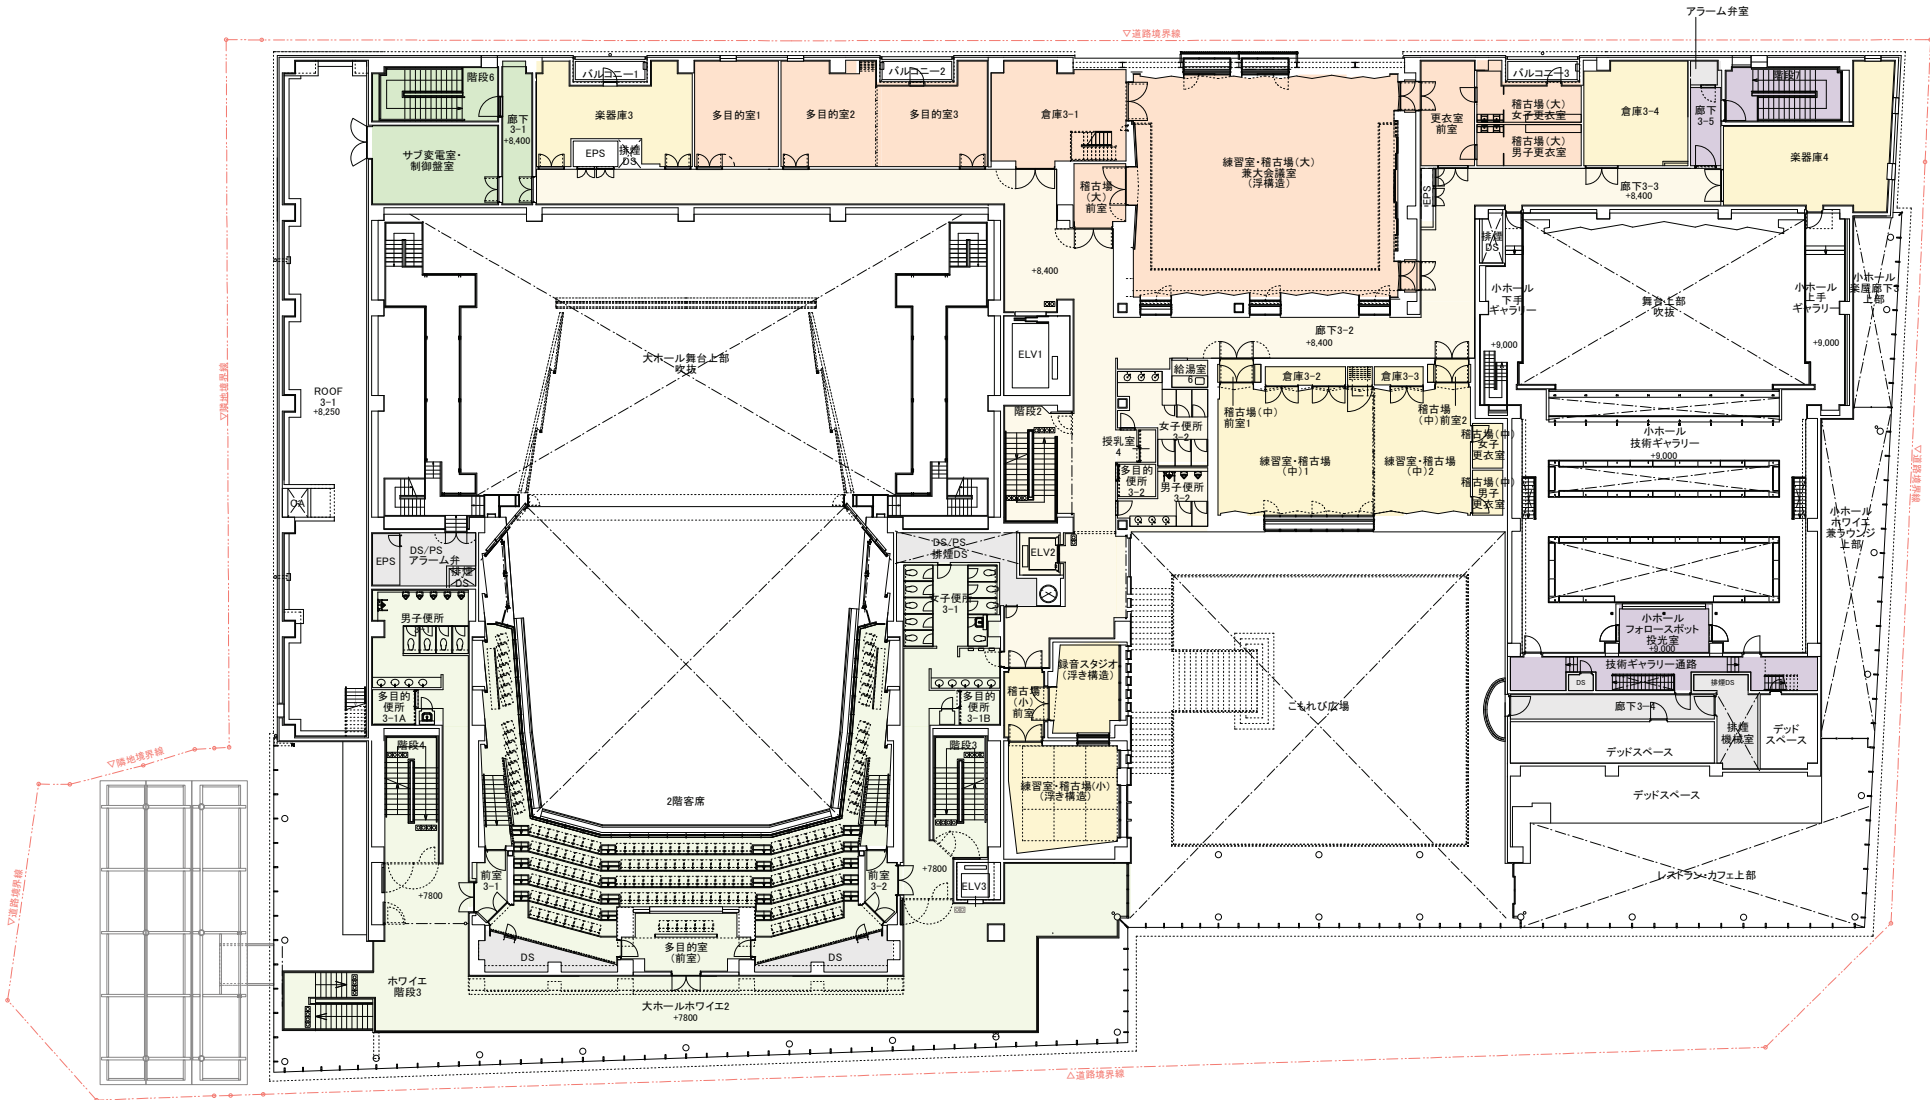 アラーム弁室
▽道路境界線
階段6
バルコニー1
バルコニー2
バルコニー3
階段7
廊下
3-1
+8,400
楽器庫3
多目的室1
多目的室2
多目的室3
倉庫3-1
更衣室
前室
稽古場(大)
女子更衣室
稽古場(大)
男子更衣室
倉庫3-4
廊下
3-5
サブ変電室・
制御盤室
EPS
排煙
DS
練習室・稽古場(大)
兼大会議室
(浮構造)
楽器庫4
稽古場
(大)
前室
EPS
廊下3-3
+8,400
排煙
DS
+8,400
小ホール
下手
ギャラリー
+9,000
舞台上部
吹抜
小ホール
上手
ギャラリー
+9,000
小ホール
楽屋廊下3
上部
廊下3-2
+8,400
大ホール舞台上部
吹抜
ELV1
ROOF
3-1
+8,250
▽隣地境界線
給湯室
6
倉庫3-2
倉庫3-3
階段2
稽古場(中)
前室1
稽古場
(中)前室2
女子便所
3-2
授乳室
4
稽古場(中)
女子
更衣室
小ホール
技術ギャラリー
+9,000
練習室・稽古場
(中)1
練習室・稽古場
(中)2
多目的
便所
3-2
男子便所
3-2
稽古場(中)
男子
更衣室
▽道路境界線
OA
小ホール
ホワイエ
兼ラウンジ
上部
EPS
DS/PS
アラーム弁
排煙
DS
DS/PS
排煙DS
ELV2
男子便所
女子便所
3-1
小ホール
フォロースポット
投光室
+9,000
録音スタジオ
(浮き構造)
技術ギャラリー通路
DS
排煙DS
多目的
便所
3-1A
多目的
便所
3-1B
稽古場
(小)
前室
こもれび広場
廊下3-4
排煙
機械室
デッド
スペース
階段4
階段3
デッドスペース
▽隣地境界線
練習室・稽古場(小)
(浮き構造)
2階客席
デッドスペース
▽道路境界線
+7800
前室
3-1
前室
3-2
+7800
ELV3
レストラン・カフェ上部
DS
多目的室
(前室)
DS
ホワイエ
階段3
大ホールホワイエ2
+7800
△道路境界線